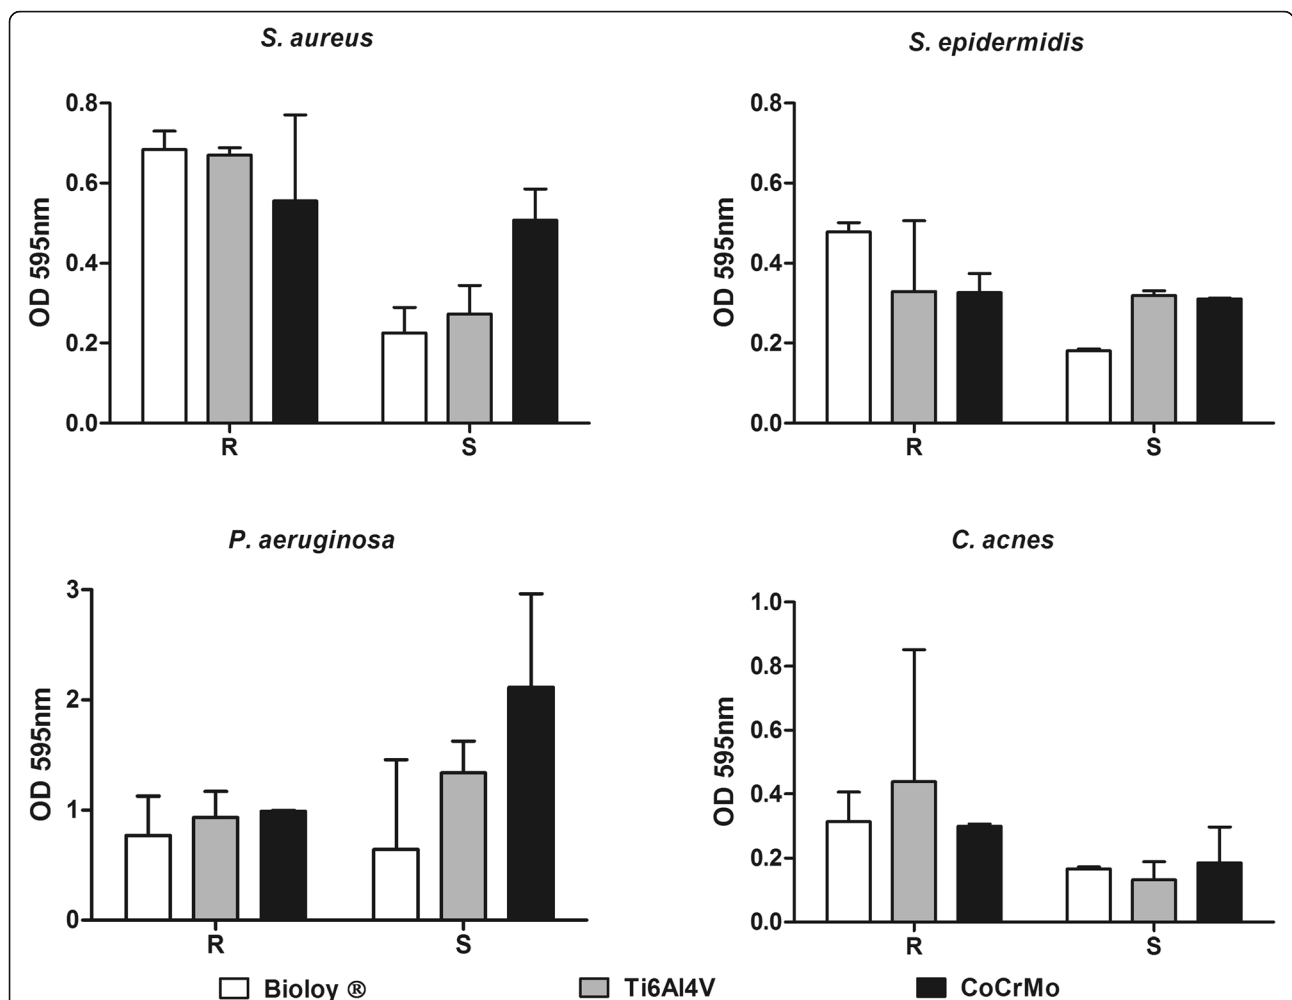 S. aureus
0.8
0.6
0.4
0.2
0.0
OD 595nm
R S
S. epidermidis
0.8
0.6
0.4
0.2
0.0
OD 595nm
R S
P. aeruginosa
3
2
1
0
OD 595nm
R S
C. acnes
1.0
0.8
0.6
0.4
0.2
0.0
OD 595nm
R S
Bioloy ® Ti6Al4V CoCrMo